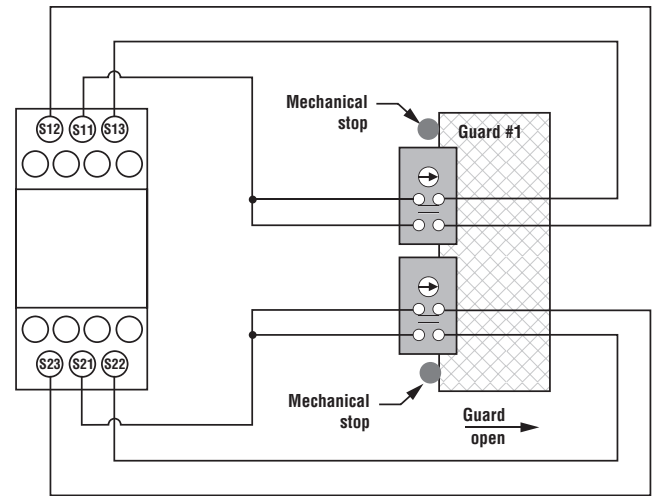 Mechanical
stop
S12 S11 S13
Guard #1
S23 S21 S22
Mechanical
stop
Guard
open